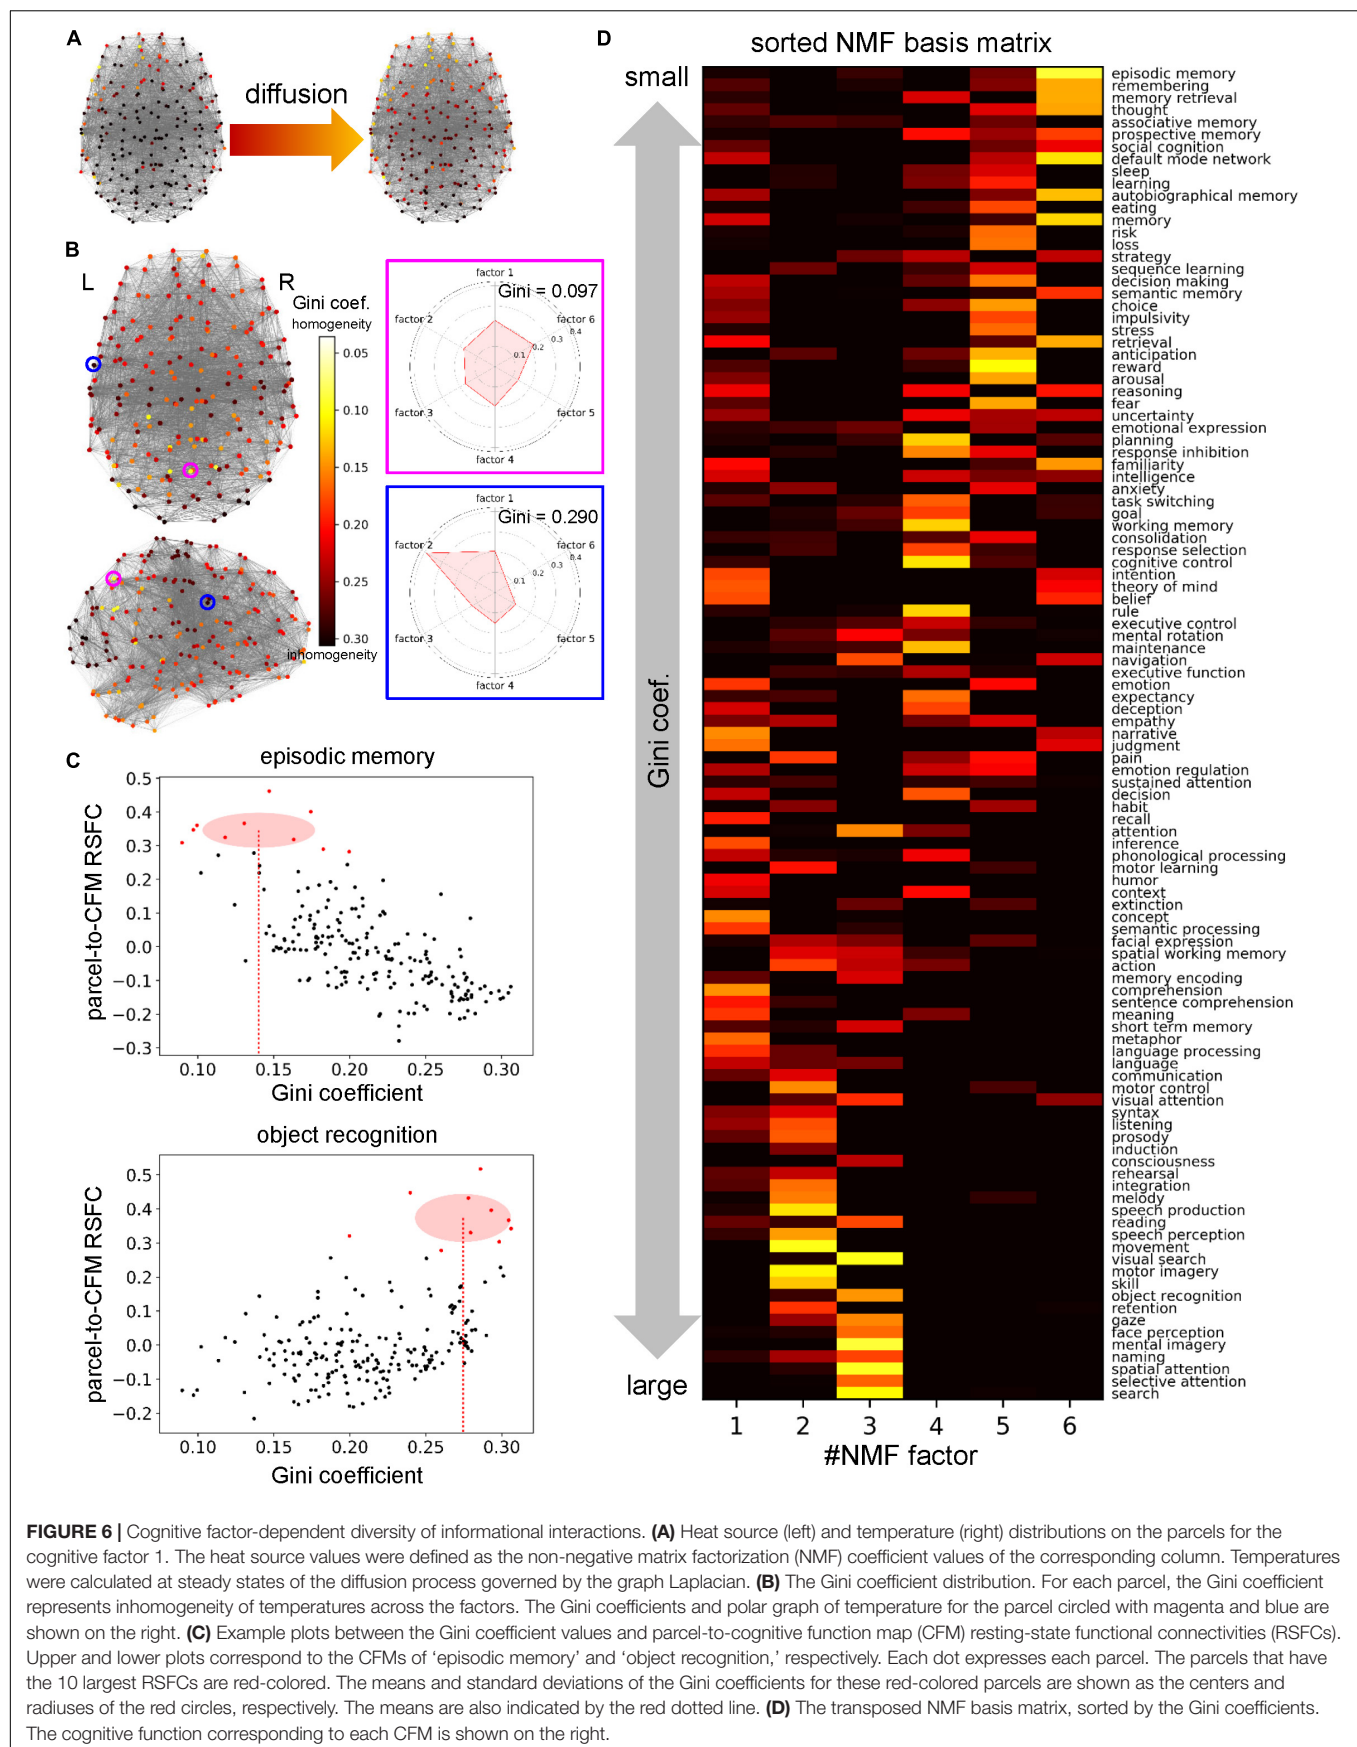 A
diffusion
B
L
R
Gini coef.
homogeneity
0.05
0.10
0.15
0.20
0.25
0.30
inhomogeneity
factor 1
Gini = 0.097
factor 2
factor 6
0.4
0.3
0.2
0.1
factor 3
factor 5
factor 4
factor 1
Gini = 0.290
factor 2
factor 6
0.4
0.3
0.2
0.1
factor 3
factor 5
factor 4
C
episodic memory
parcel-to-CFM RSFC
0.5
0.4
0.3
0.2
0.1
0.0
−0.1
−0.2
−0.3
0.10 0.15 0.20 0.25 0.30
Gini coefficient
object recognition
parcel-to-CFM RSFC
0.5
0.4
0.3
0.2
0.1
0.0
−0.1
−0.2
0.10 0.15 0.20 0.25 0.30
Gini coefficient
D
sorted NMF basis matrix
small
Gini coef.
large
episodic memory
remembering
memory retrieval
thought
associative memory
prospective memory
social cognition
default mode network
sleep
learning
autobiographical memory
eating
memory
risk
loss
strategy
sequence learning
decision making
semantic memory
choice
impulsivity
stress
retrieval
anticipation
reward
arousal
reasoning
fear
uncertainty
emotional expression
planning
response inhibition
familiarity
intelligence
anxiety
task switching
goal
working memory
consolidation
response selection
cognitive control
intention
theory of mind
belief
rule
executive control
mental rotation
maintenance
navigation
executive function
emotion
expectancy
deception
empathy
narrative
judgment
pain
emotion regulation
sustained attention
decision
habit
recall
attention
inference
phonological processing
motor learning
humor
context
extinction
concept
semantic processing
facial expression
spatial working memory
action
memory encoding
comprehension
sentence comprehension
meaning
short term memory
metaphor
language processing
language
communication
motor control
visual attention
syntax
listening
prosody
induction
consciousness
rehearsal
integration
melody
speech production
reading
speech perception
movement
visual search
motor imagery
skill
object recognition
retention
gaze
face perception
mental imagery
naming
spatial attention
selective attention
search
1 2 3 4 5 6
#NMF factor
FIGURE 6 | Cognitive factor-dependent diversity of informational interactions. (A) Heat source (left) and temperature (right) distributions on the parcels for the
cognitive factor 1. The heat source values were defined as the non-negative matrix factorization (NMF) coefficient values of the corresponding column. Temperatures
were calculated at steady states of the diffusion process governed by the graph Laplacian. (B) The Gini coefficient distribution. For each parcel, the Gini coefficient
represents inhomogeneity of temperatures across the factors. The Gini coefficients and polar graph of temperature for the parcel circled with magenta and blue are
shown on the right. (C) Example plots between the Gini coefficient values and parcel-to-cognitive function map (CFM) resting-state functional connectivities (RSFCs).
Upper and lower plots correspond to the CFMs of ‘episodic memory’ and ‘object recognition,’ respectively. Each dot expresses each parcel. The parcels that have
the 10 largest RSFCs are red-colored. The means and standard deviations of the Gini coefficients for these red-colored parcels are shown as the centers and
radiuses of the red circles, respectively. The means are also indicated by the red dotted line. (D) The transposed NMF basis matrix, sorted by the Gini coefficients.
The cognitive function corresponding to each CFM is shown on the right.